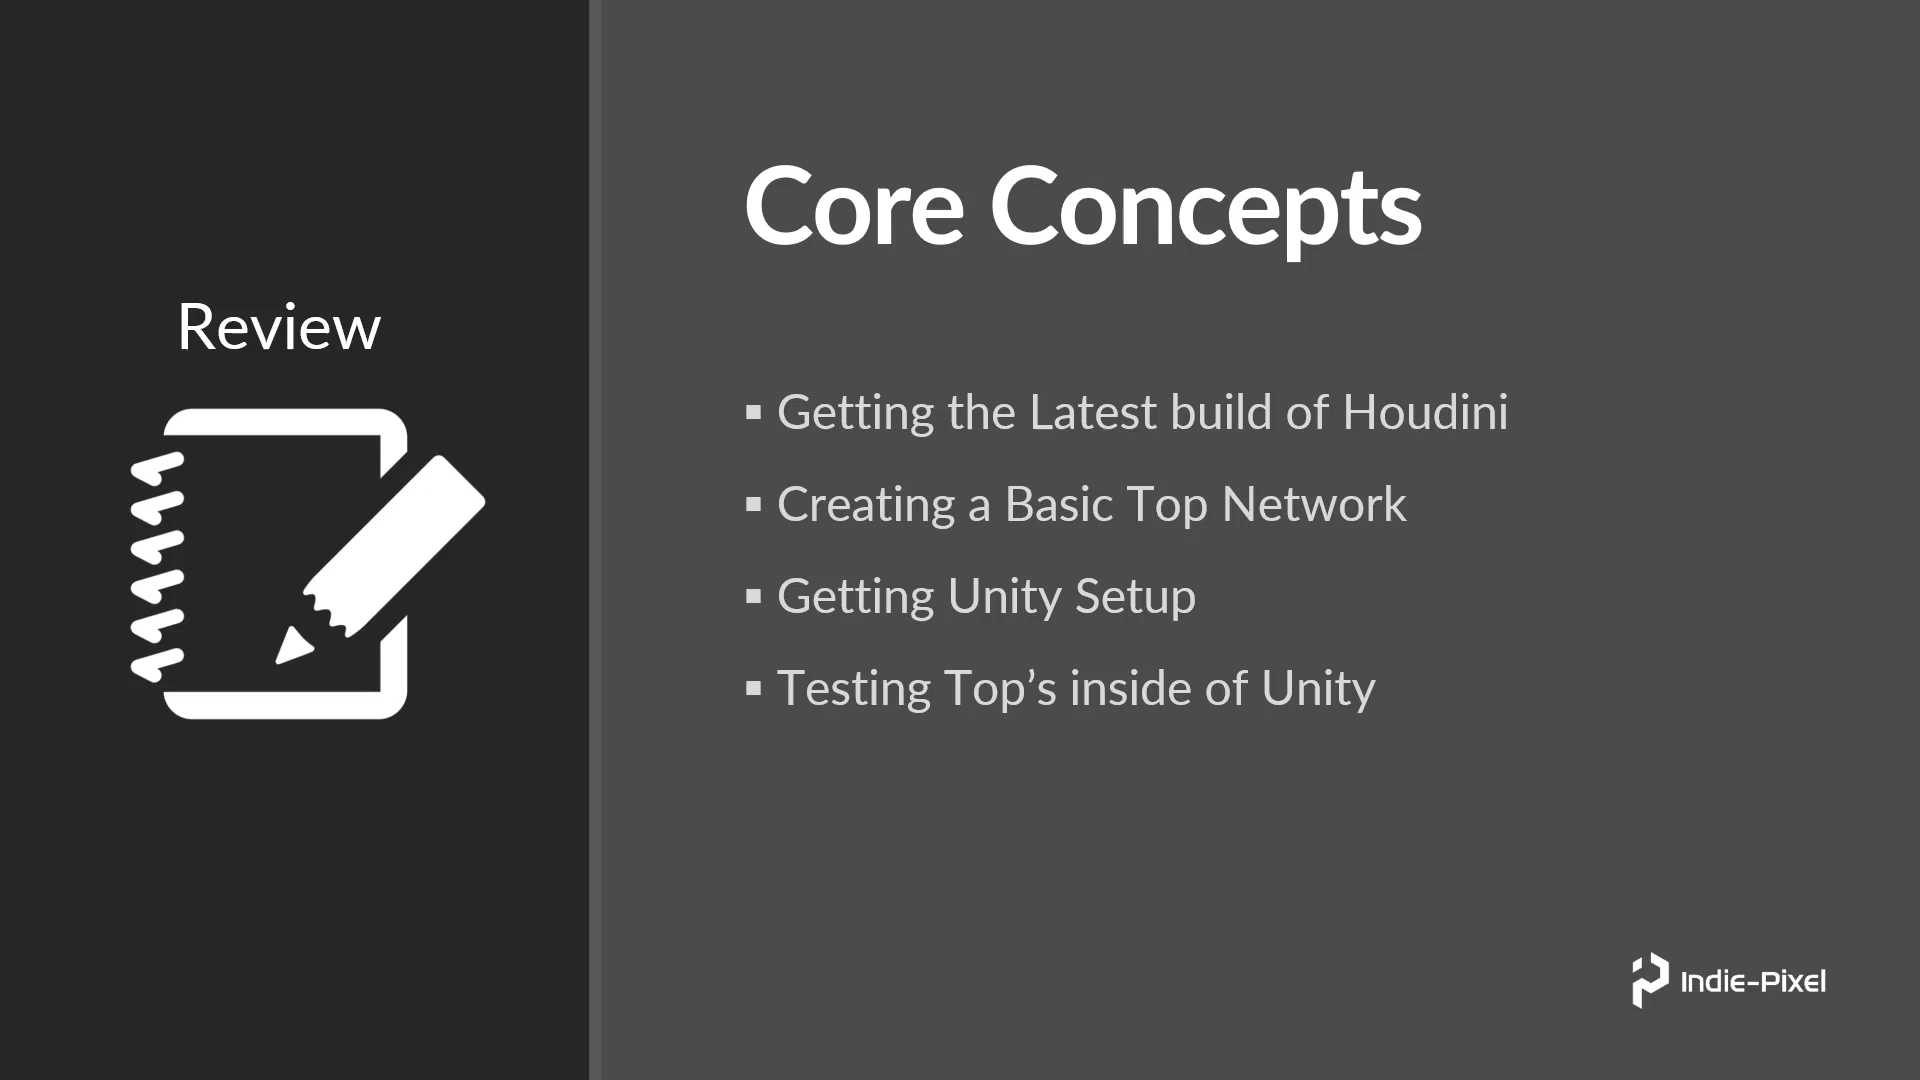 Review
Core Concepts
▪ Getting the Latest build of Houdini
▪ Creating a Basic Top Network
▪ Getting Unity Setup
▪ Testing Top’s inside of Unity
Indie-Pixel